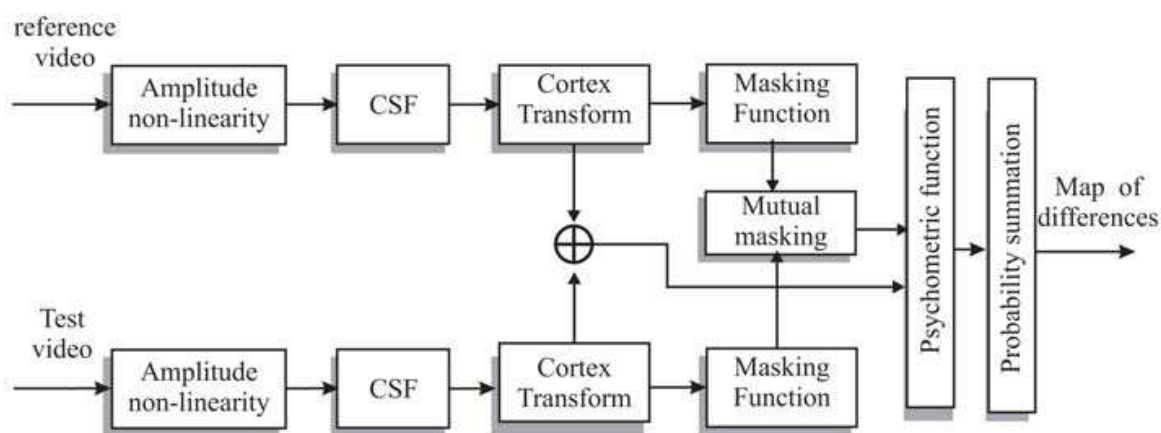 reference
video
Amplitude
non-linearity
CSF
Cortex
Transform
Masking
Function
Mutual
masking
Psychometric function
Probability summation
Map of
differences
Test
video
Amplitude
non-linearity
CSF
Cortex
Transform
Masking
Function